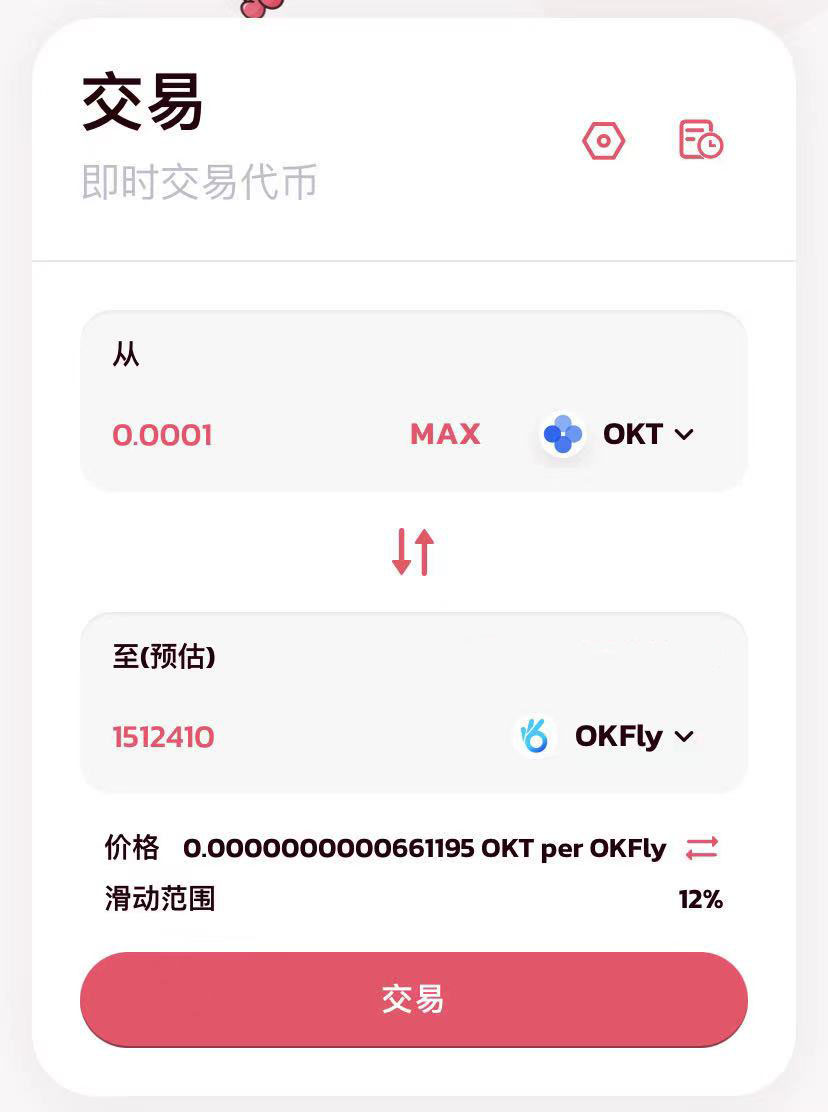 交易
即时交易代币
从
0.0001 MAX OKT
至(预估)
1512410 OKFly
价格 0.0000000000661195 OKT per OKFly
滑动范围 12%
交易